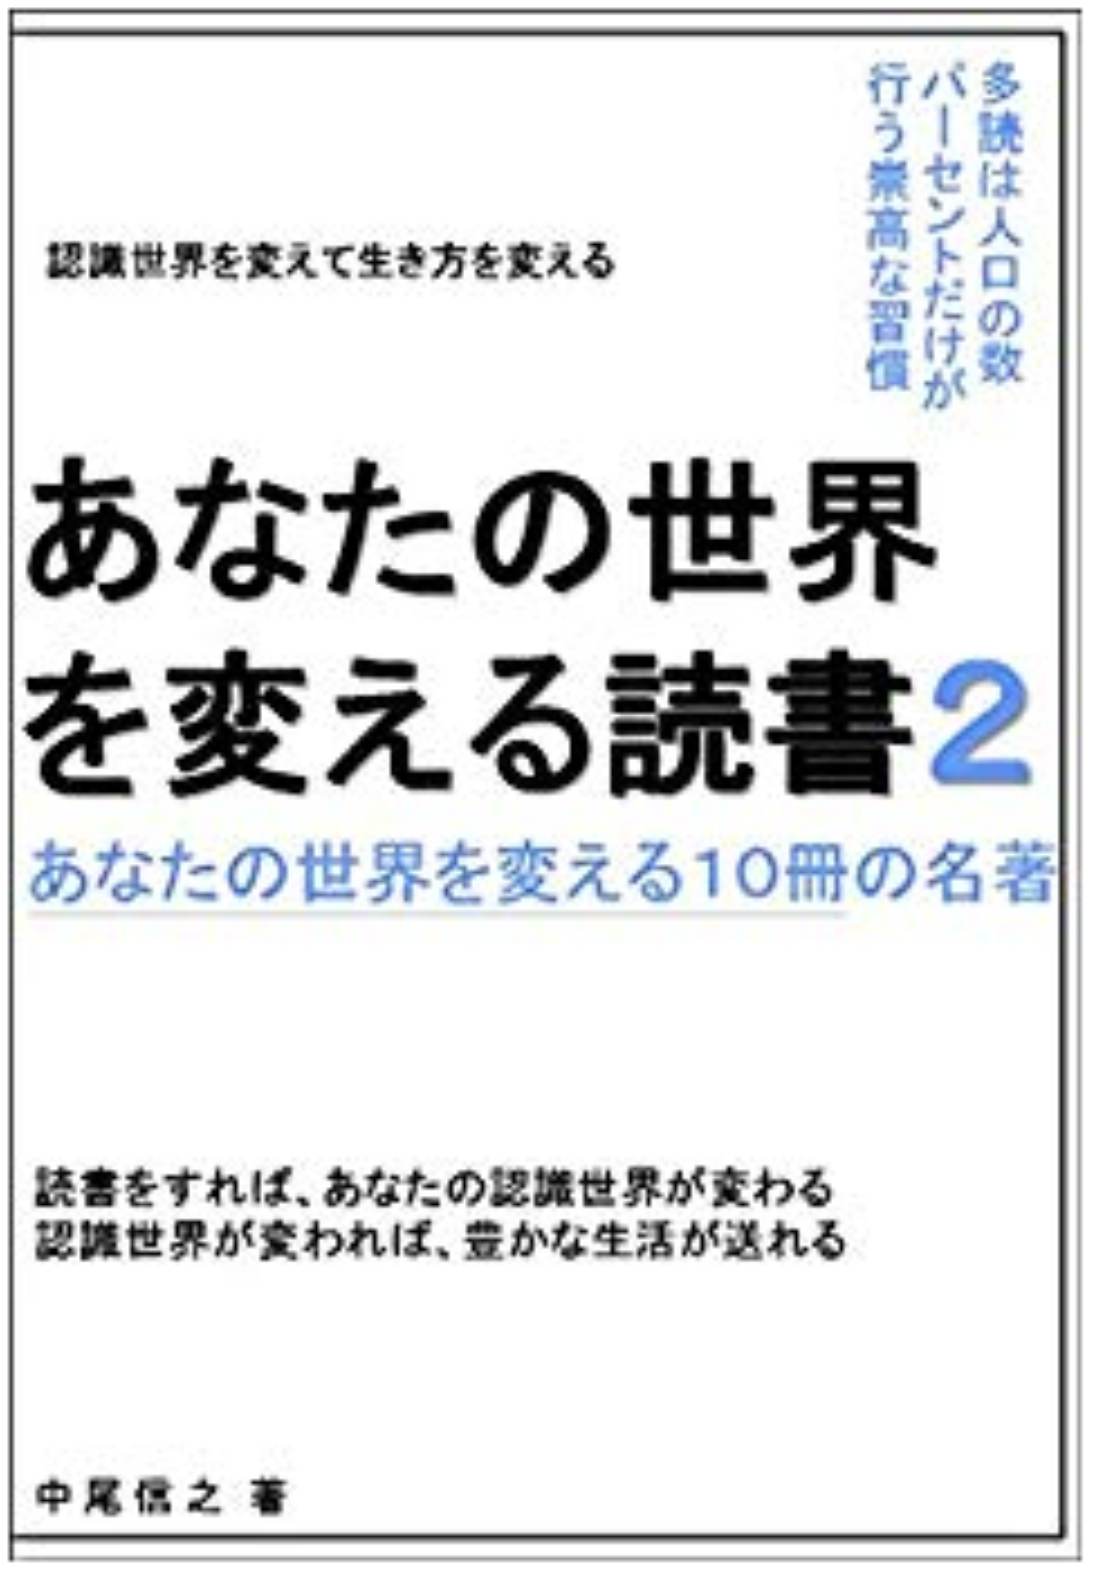 多読は人口の数
パーセントだけが
行う崇高な習慣
認識世界を変えて生き方を変える
あなたの世界
を変える読書2
あなたの世界を変える10冊の名著
読書をすれば、あなたの認識世界が変わる
認識世界が変われば、豊かな生活が送れる
中尾信之 著